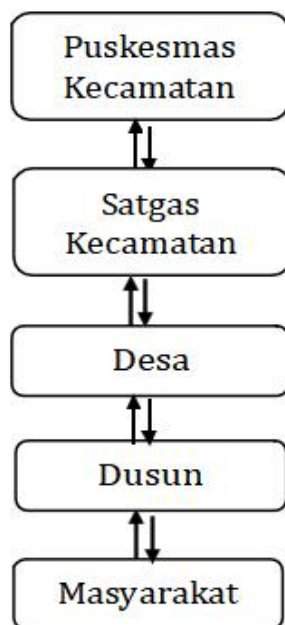 Puskesmas
Kecamatan
Satgas
Kecamatan
Desa
Dusun
Masyarakat